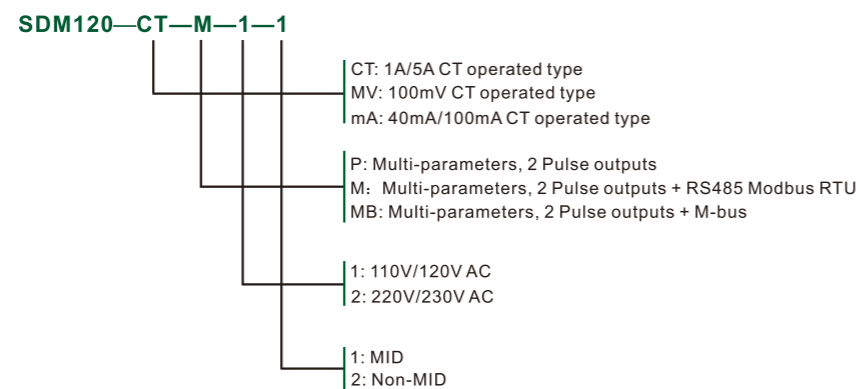 SDM120—CT—M—1—1
CT: 1A/5A CT operated type
MV: 100mV CT operated type
mA: 40mA/100mA CT operated type
P: Multi-parameters, 2 Pulse outputs
M：Multi-parameters, 2 Pulse outputs + RS485 Modbus RTU
MB: Multi-parameters, 2 Pulse outputs + M-bus
1: 110V/120V AC
2: 220V/230V AC
1: MID
2: Non-MID